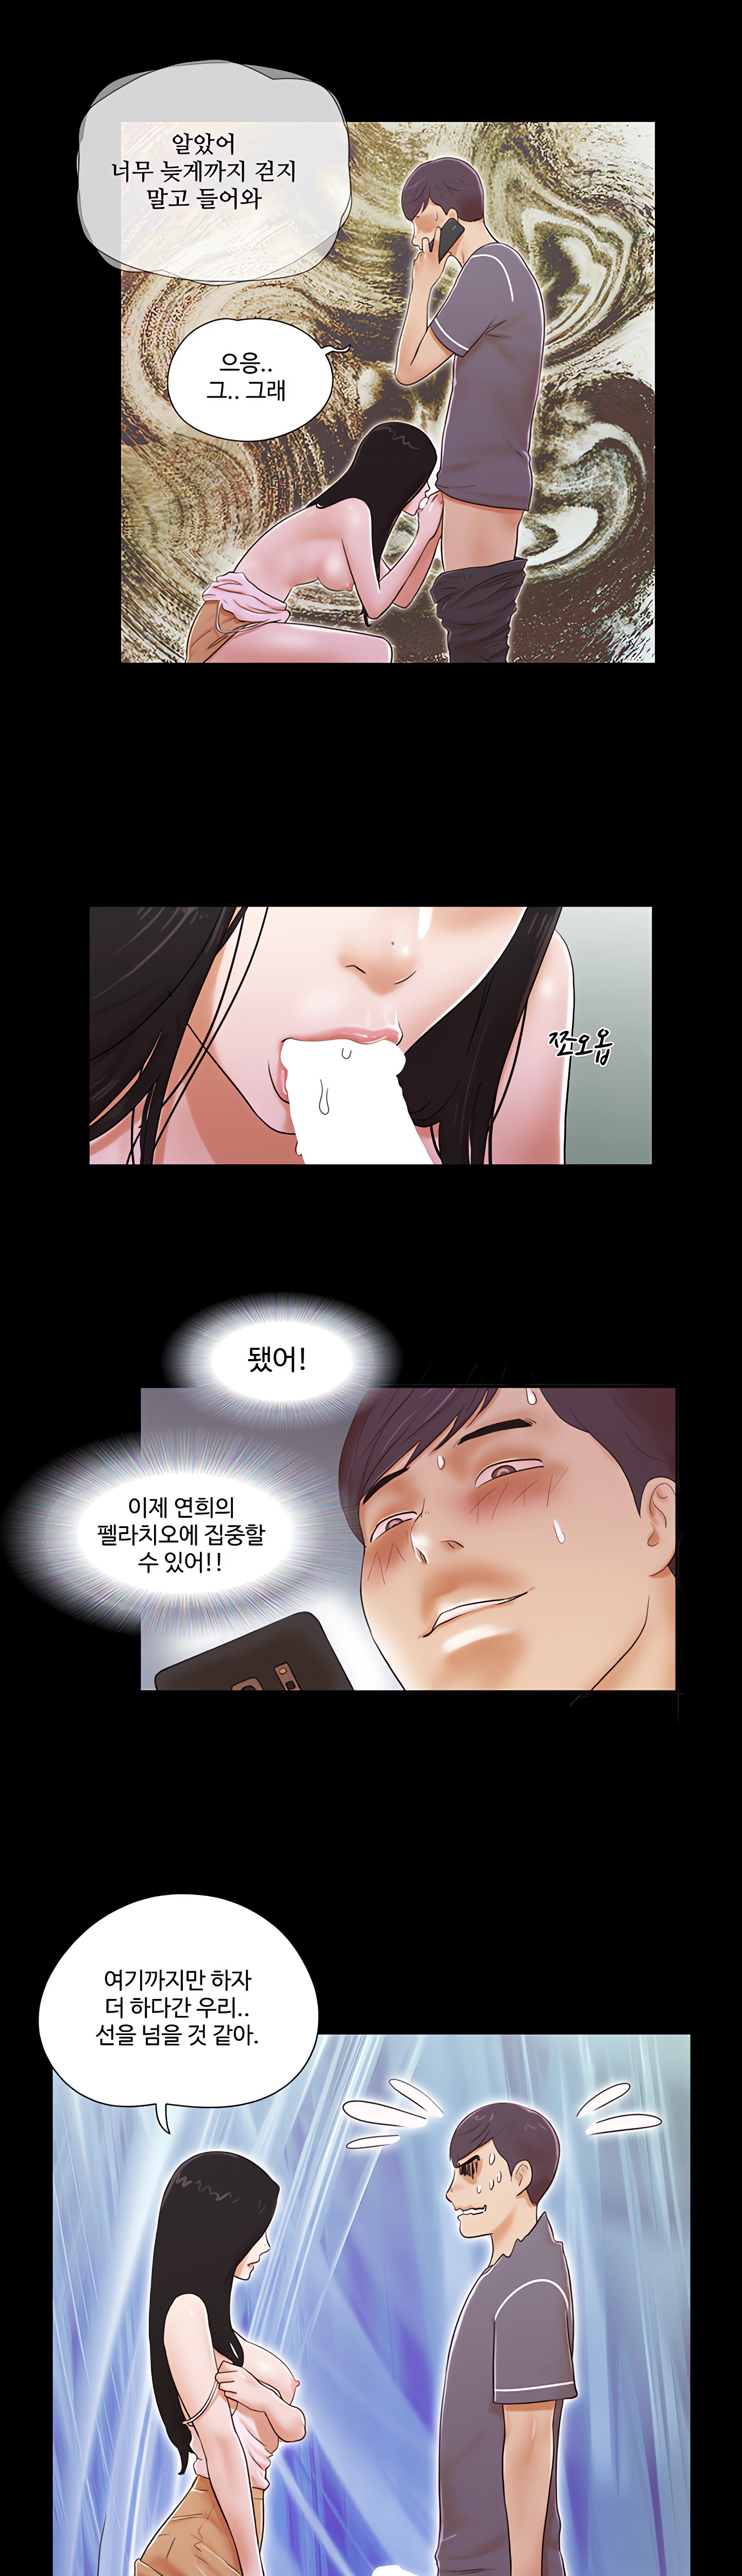 알았어
너무 늦게까지 걷지
말고 들어와
으응..
그.. 그래
쯔오옵
됐어!
이제 연희의
펠라치오에 집중할
수 있어!!
여기까지만 하자
더 하다간 우리..
선을 넘을 것 같아.